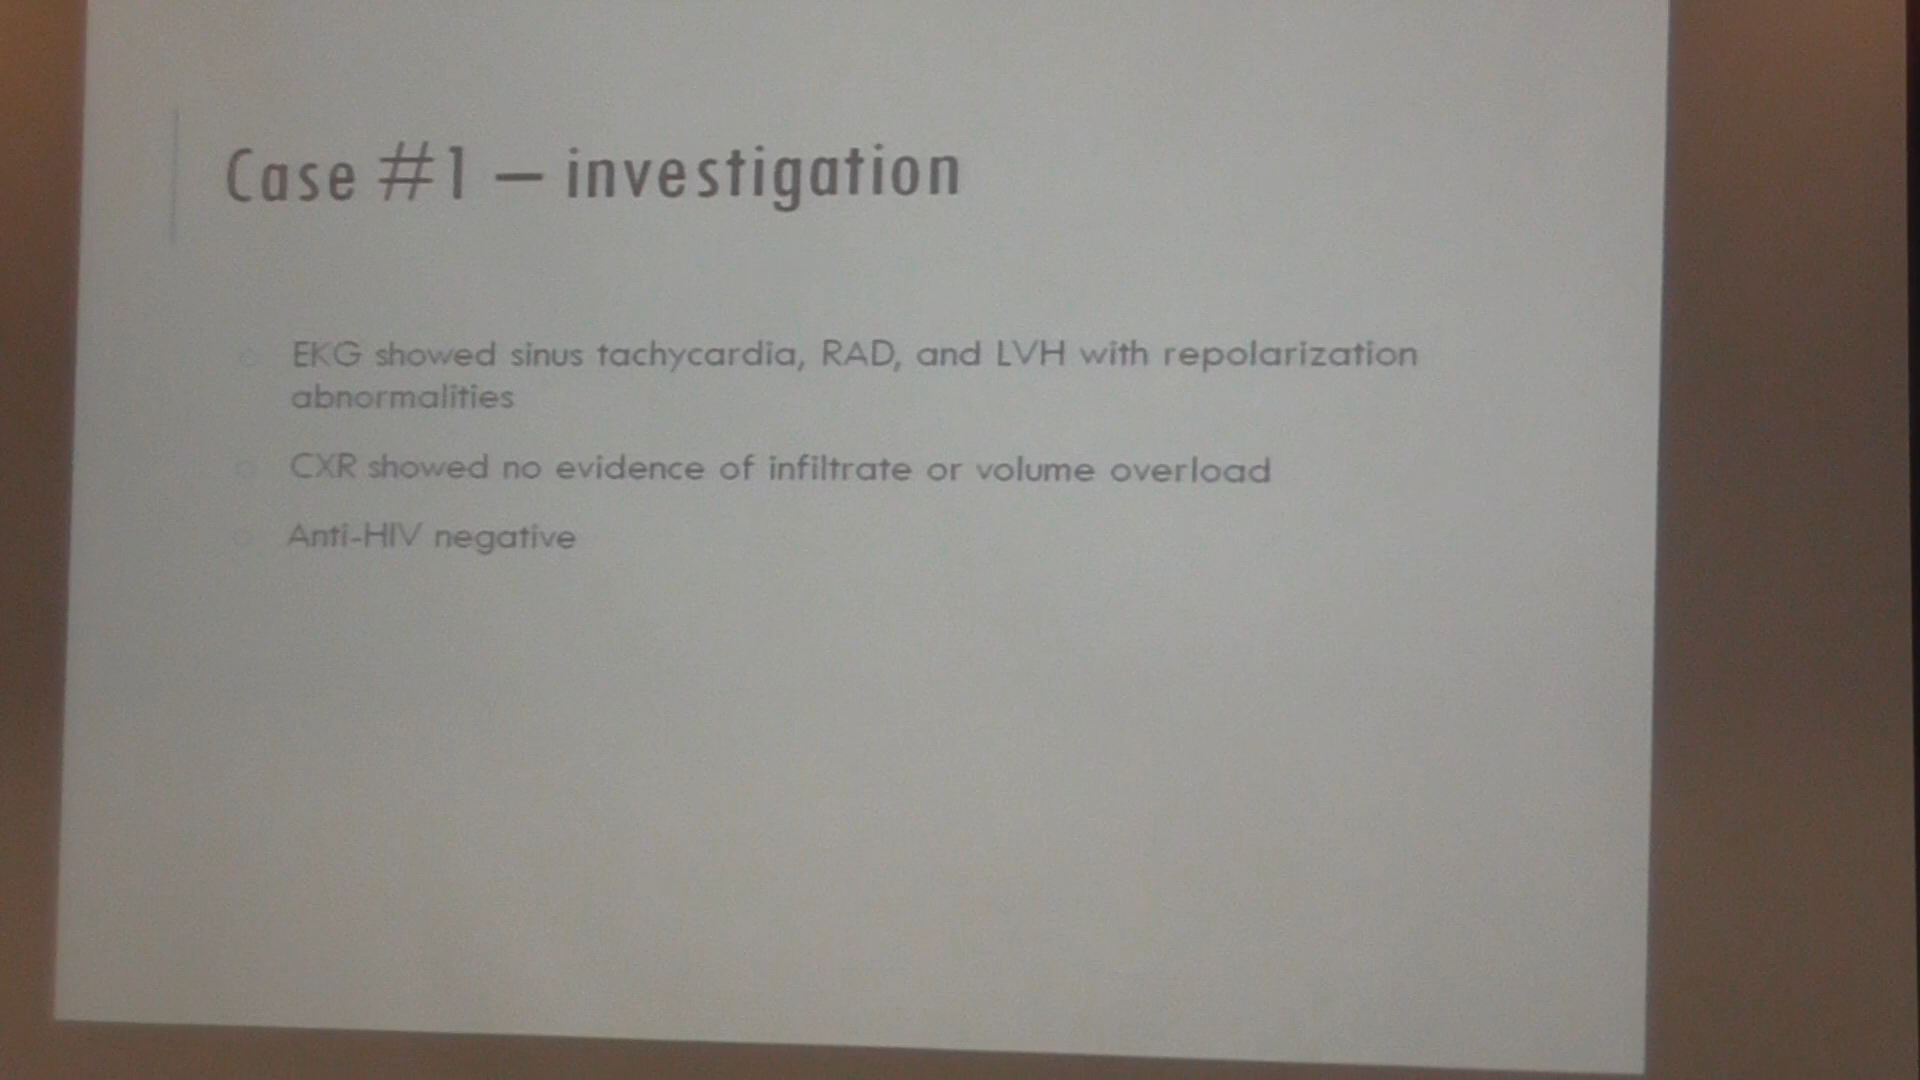 Case #1 – investigation
EKG showed sinus tachycardia, RAD, and LVH with repolarization
abnormalities
CXR showed no evidence of infiltrate or volume overload
Anti-HIV negative